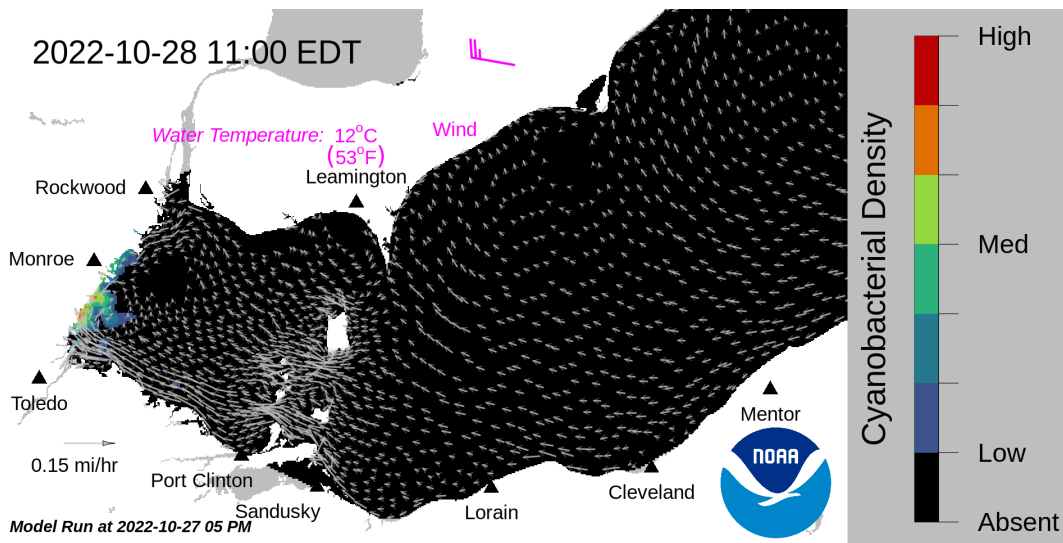 2022-10-28 11:00 EDT
Water Temperature: 12°C
(53°F)
Wind
Leamington
Rockwood
Monroe
Toledo
0.15 mi/hr
Port Clinton
Sandusky
Lorain
Cleveland
Mentor
NOAA
Model Run at 2022-10-27 05 PM
Cyanobacterial Density
High
Med
Low
Absent